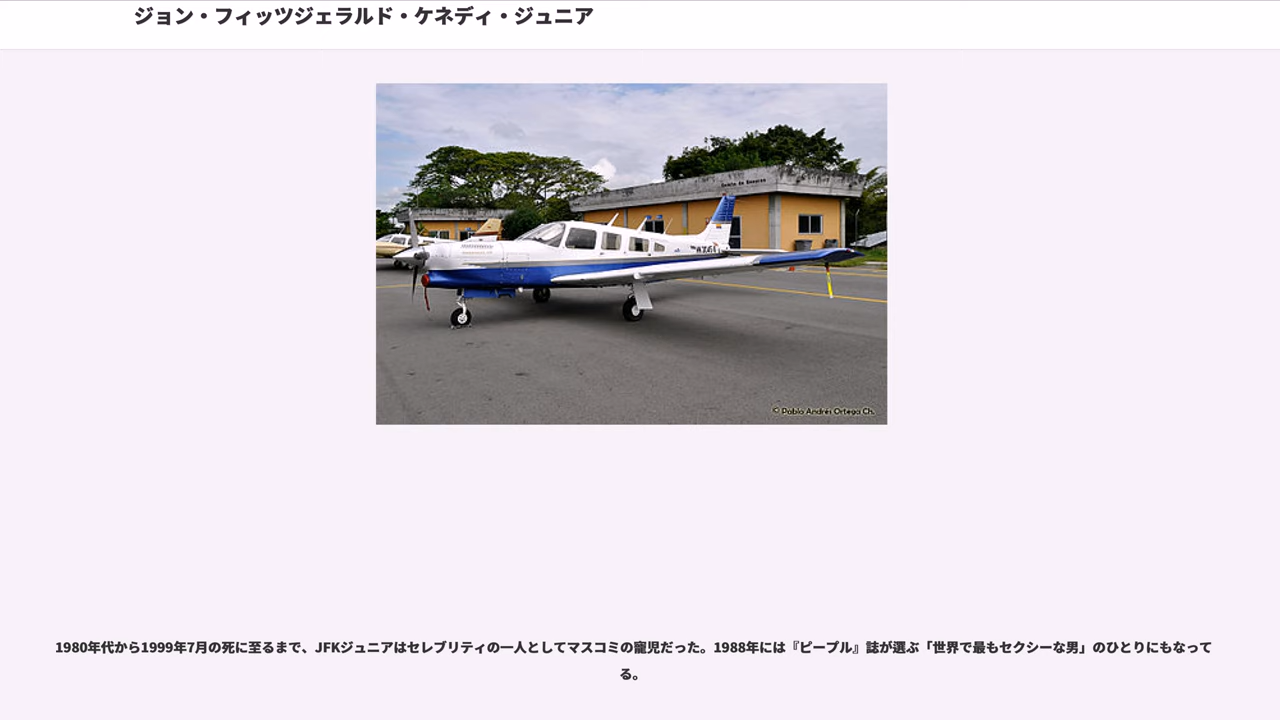 ジョン・フィッツジェラルド・ケネディ・ジュニア
© Pablo Andrés Ortega Ch.
1980年代から1999年7月の死に至るまで、JFKジュニアはセレブリティの一人としてマスコミの寵児だった。1988年には『ピープル』誌が選ぶ「世界で最もセクシーな男」のひとりにもなって
る。